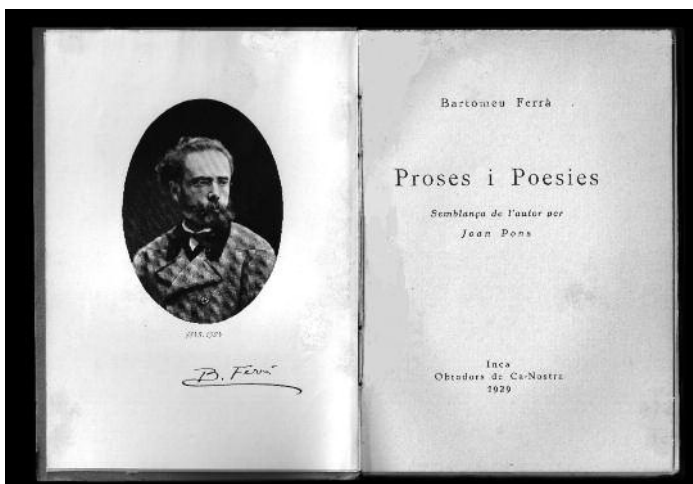 B. Ferrà
Bartomeu Ferrà
Proses i Poesies
Semblança de l'autor per
Joan Pons
Inca
Obradors de Ca-Nostra
1929